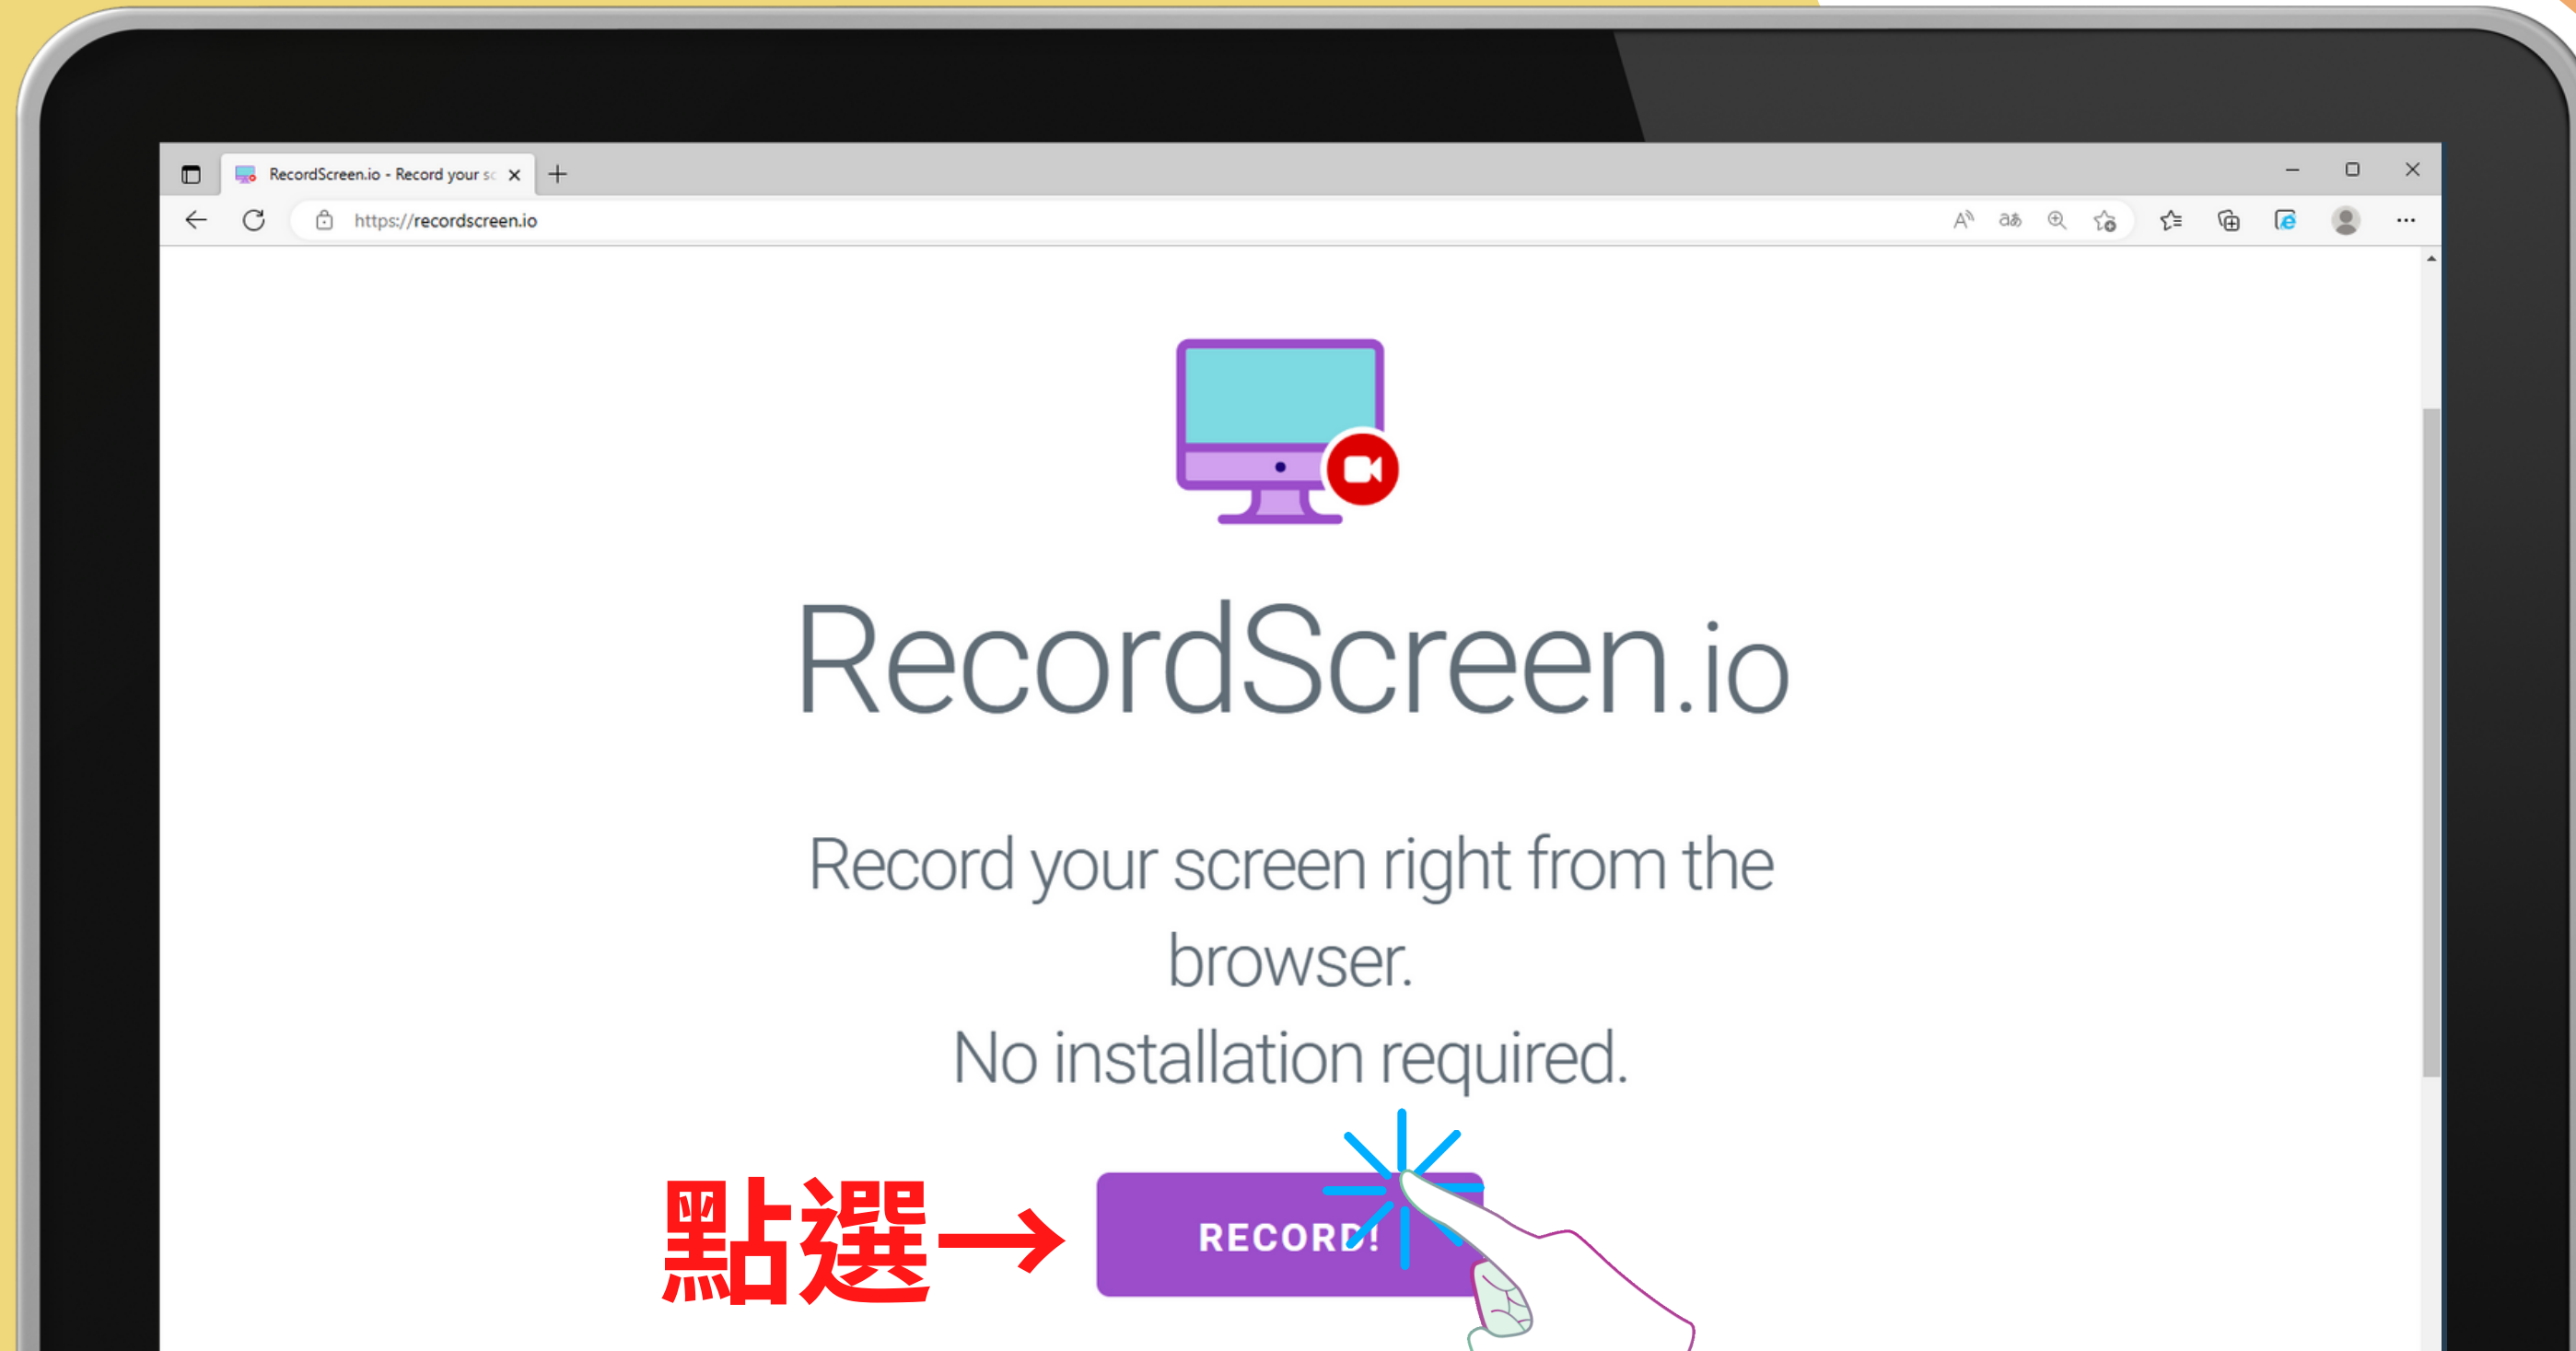 RecordScreen.io - Record your sc
https://recordscreen.io
RecordScreen.io
Record your screen right from the
browser.
No installation required.
點選→ RECORD!